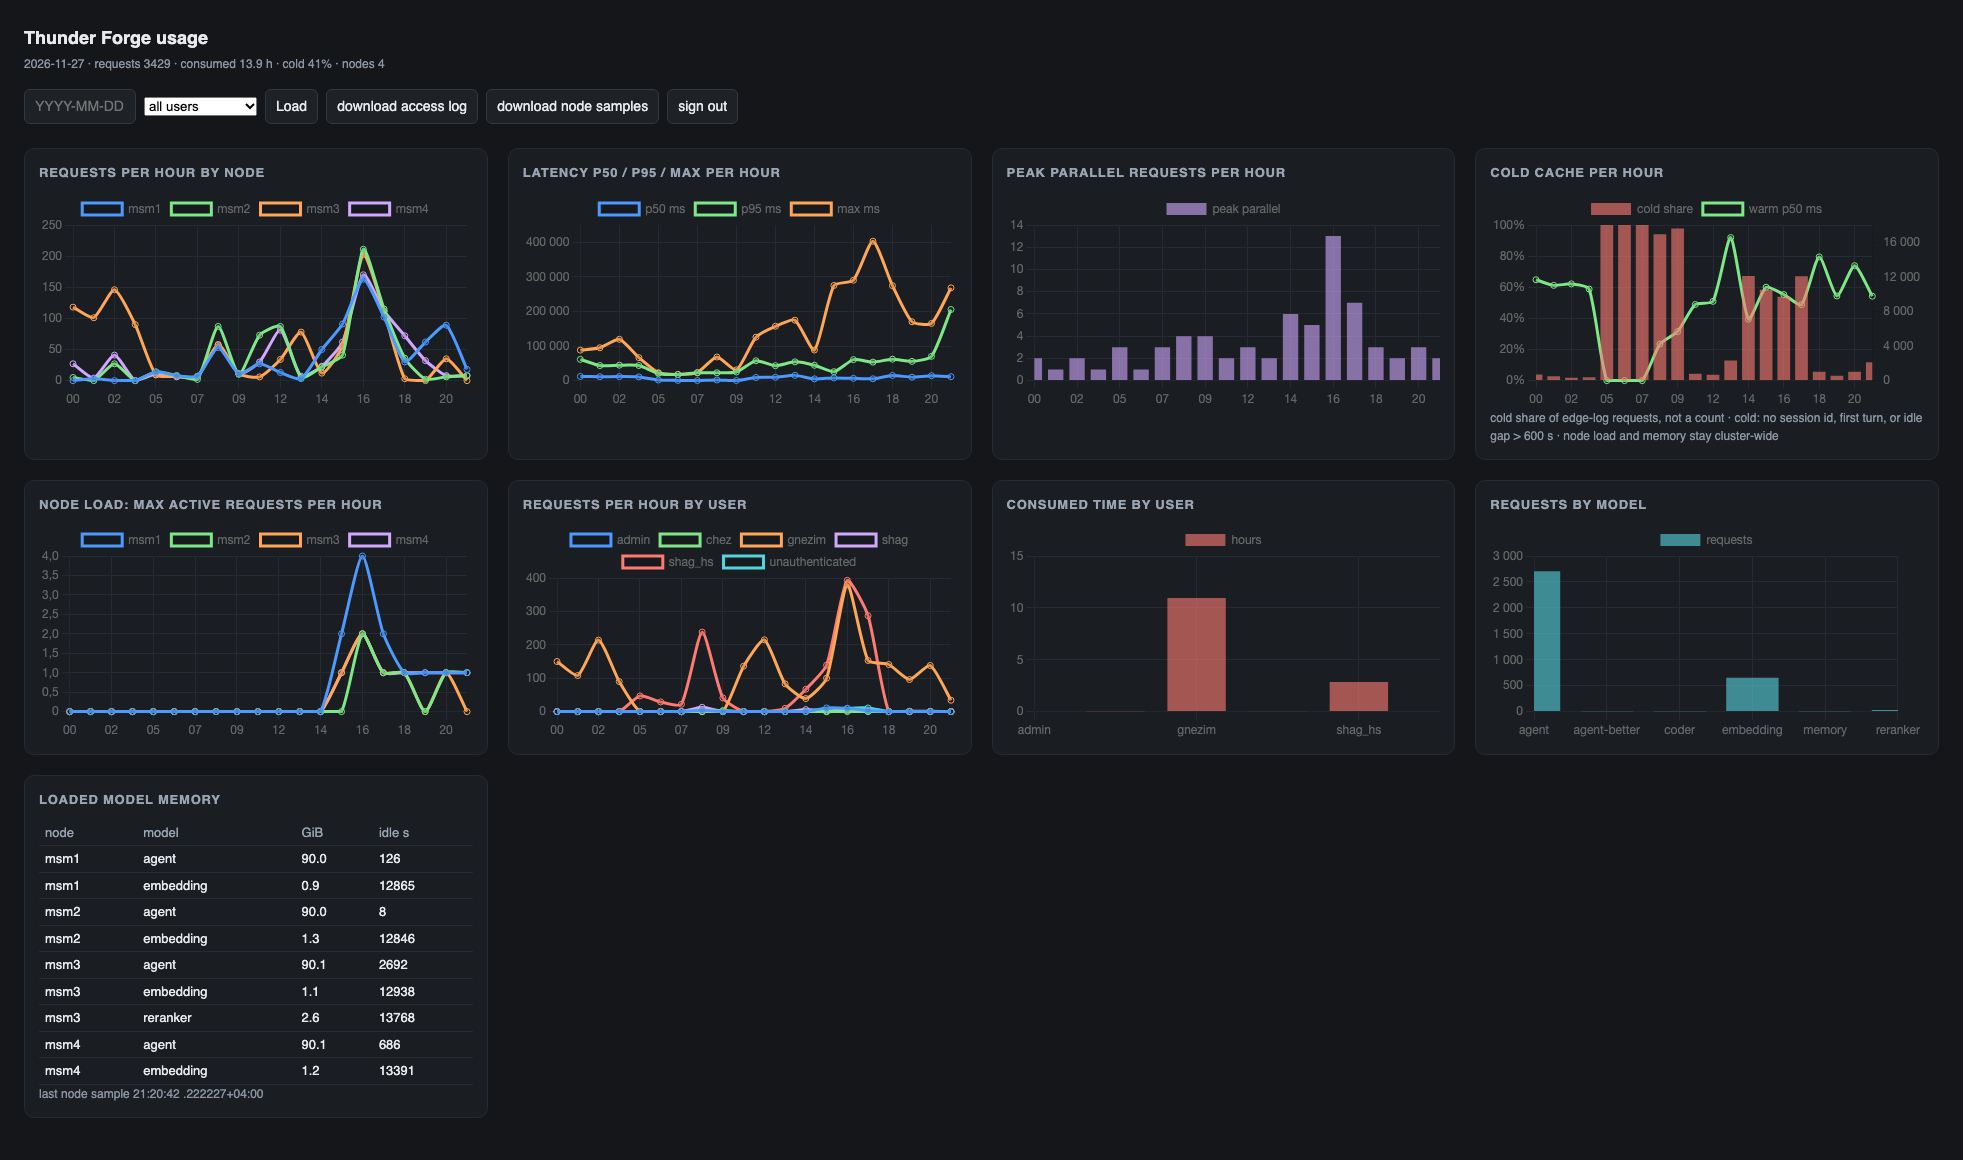 Thunder Forge usage
2026-11-27 · requests 3429 · consumed 13.9 h · cold 41% · nodes 4
YYYY-MM-DD all users Load download access log download node samples sign out
REQUESTS PER HOUR BY NODE
msm1 msm2 msm3 msm4
250
200
150
100
50
0
00 02 05 07 09 12 14 16 18 20
LATENCY P50 / P95 / MAX PER HOUR
p50 ms p95 ms max ms
400 000
300 000
200 000
100 000
0
00 02 05 07 09 12 14 16 18 20
PEAK PARALLEL REQUESTS PER HOUR
peak parallel
14
12
10
8
6
4
2
0
00 02 05 07 09 12 14 16 18 20
COLD CACHE PER HOUR
cold share warm p50 ms
100%
80%
60%
40%
20%
0%
16 000
12 000
8 000
4 000
0
00 02 05 07 09 12 14 16 18 20
cold share of edge-log requests, not a count · cold: no session id, first turn, or idle
gap > 600 s · node load and memory stay cluster-wide
NODE LOAD: MAX ACTIVE REQUESTS PER HOUR
msm1 msm2 msm3 msm4
4,0
3,5
3,0
2,5
2,0
1,5
1,0
0,5
0
00 02 05 07 09 12 14 16 18 20
REQUESTS PER HOUR BY USER
admin chez gnezim shag
shag_hs unauthenticated
400
300
200
100
0
00 02 05 07 09 12 14 16 18 20
CONSUMED TIME BY USER
hours
15
10
5
0
admin gnezim shag_hs
REQUESTS BY MODEL
requests
3 000
2 500
2 000
1 500
1 000
500
0
agent agent-better coder embedding memory reranker
LOADED MODEL MEMORY
node model GiB idle s
msm1 agent 90.0 126
msm1 embedding 0.9 12865
msm2 agent 90.0 8
msm2 embedding 1.3 12846
msm3 agent 90.1 2692
msm3 embedding 1.1 12938
msm3 reranker 2.6 13768
msm4 agent 90.1 686
msm4 embedding 1.2 13391
last node sample 21:20:42 .222227+04:00